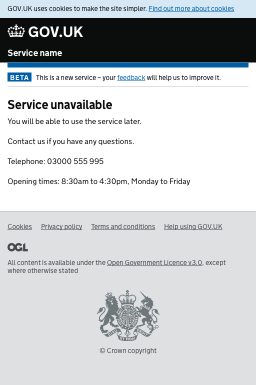 GOV.UK uses cookies to make the site simpler. Find out more about cookies
GOV.UK
Service name
BETA This is a new service – your feedback will help us to improve it.
Service unavailable
You will be able to use the service later.
Contact us if you have any questions.
Telephone: 03000 555 995
Opening times: 8:30am to 4:30pm, Monday to Friday
Cookies Privacy policy Terms and conditions Help using GOV.UK
OGL
All content is available under the Open Government Licence v3.0, except
where otherwise stated
© Crown copyright